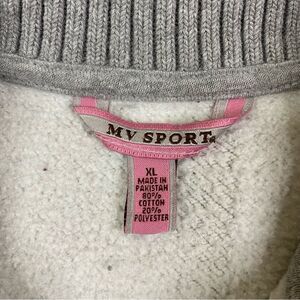 MV SPORT
XL
MADE IN
PAKISTAN
80%
COTTON
20%
POLYESTER